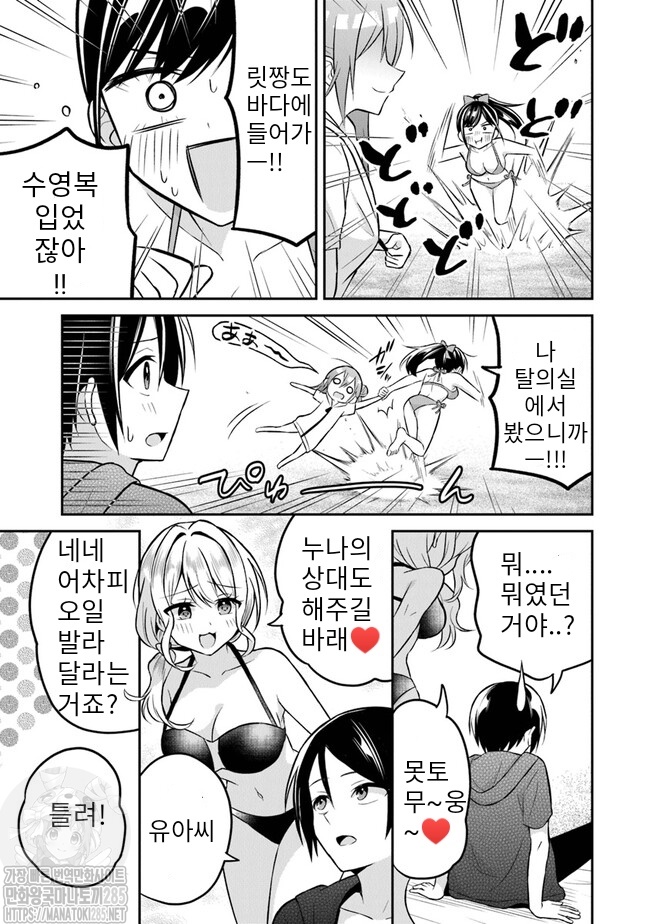 릿짱도
바다에
들어가
ー!!
수영복
입었
잖아
!!
ど
ど
ど
ど
ど
ど
나
탈의실
에서
봤으니까
ー!!!
あぁ〜
ぴゅーん
뭐....
뭐였던
거야..?
못토
무~웅
~♥
누나의
상대도
해주길
바래♥
유아씨
네네
어차피
오일
발라
달라는
거죠?
틀려!
가장 빠른 번역만화사이트
만화왕국마나토끼285
HTTPS://MANATOKI285.NET